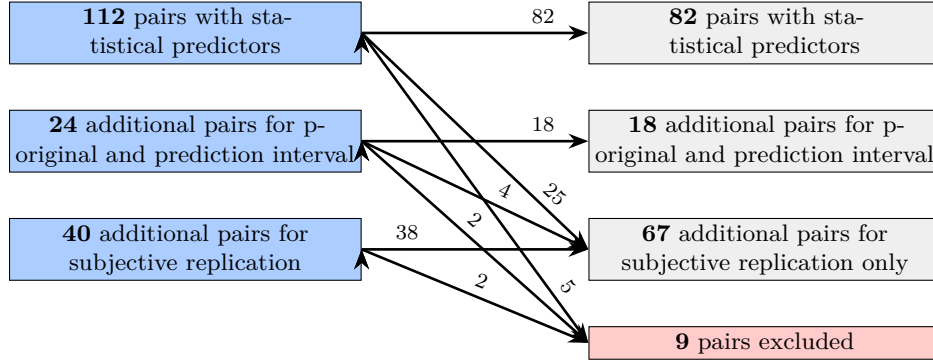 112 pairs with sta-
tistical predictors
82
82 pairs with sta-
tistical predictors
24 additional pairs for p-
original and prediction interval
18
18 additional pairs for p-
original and prediction interval
4
25
2
40 additional pairs for
subjective replication
38
67 additional pairs for
subjective replication only
2
5
9 pairs excluded